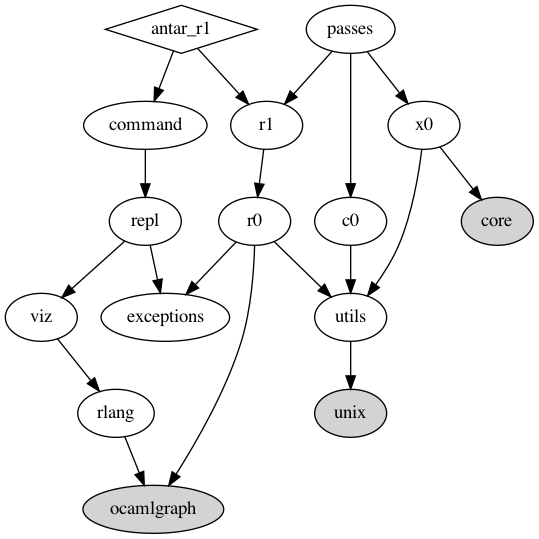 antar_r1
passes
command
r1
x0
repl
r0
c0
core
viz
exceptions
utils
rlang
unix
ocamlgraph